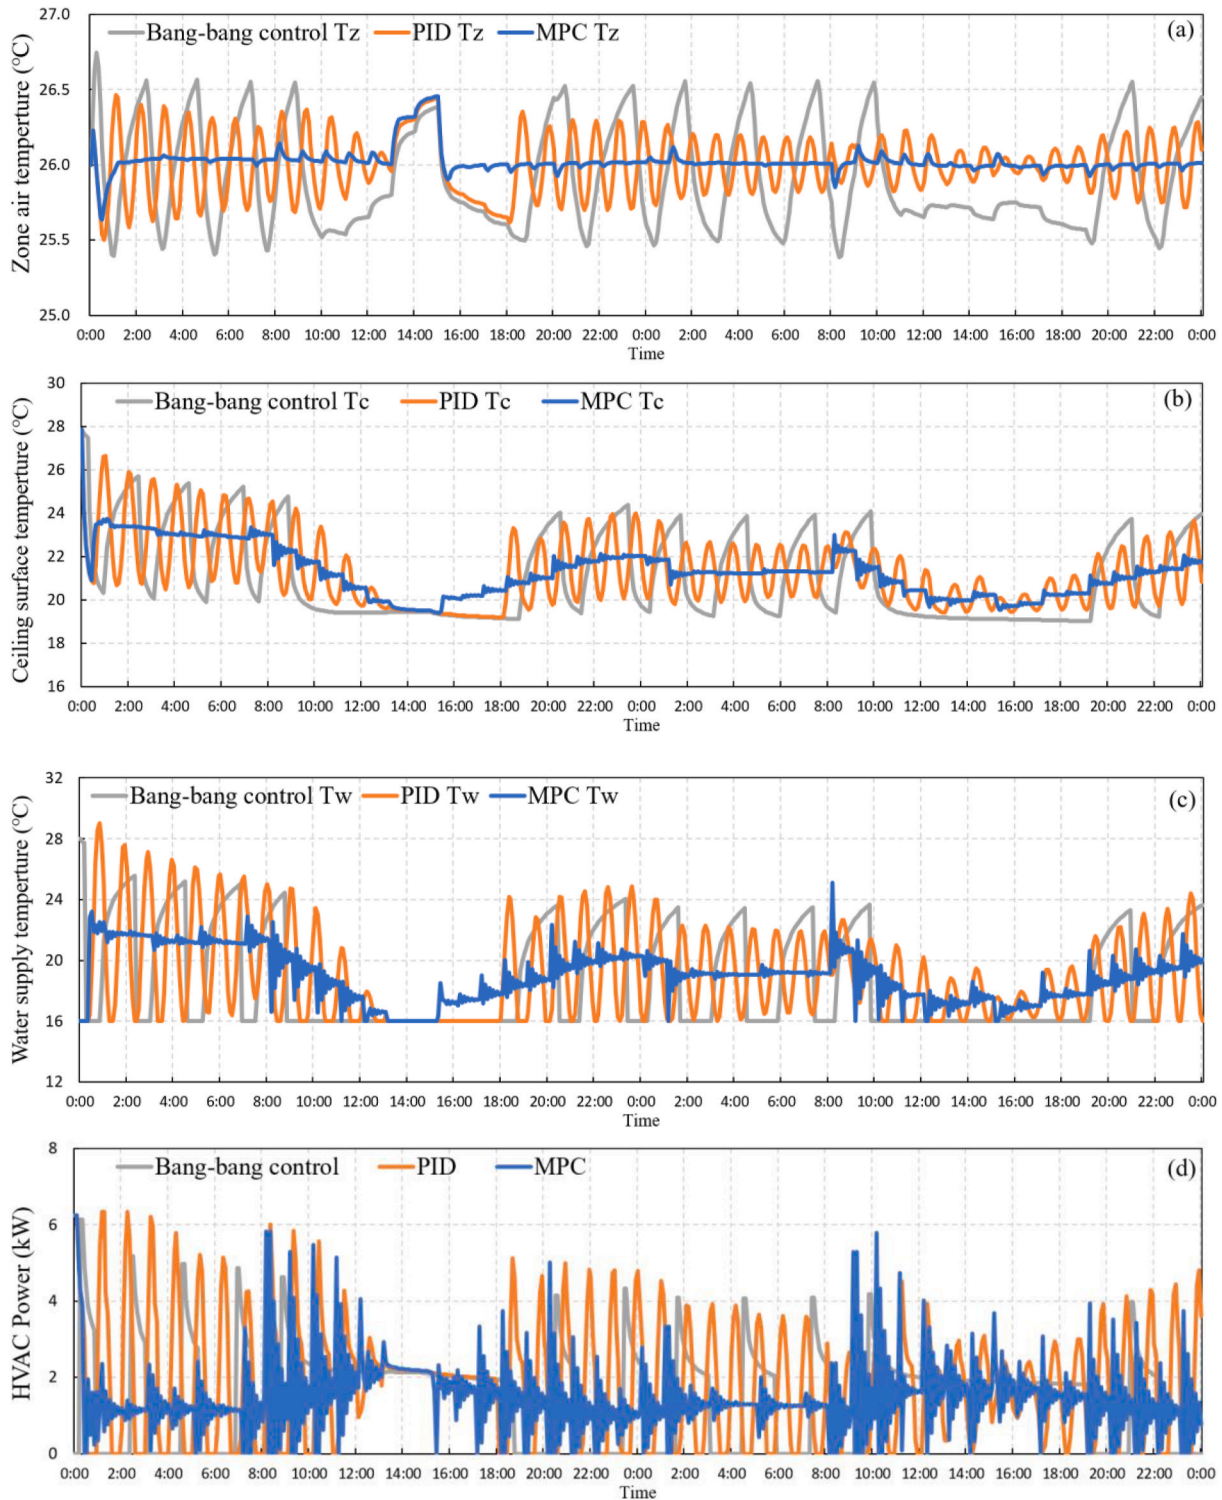 27.0
Bang-bang control Tz PID Tz MPC Tz (a)
26.5
26.0
25.5
25.0
Zone air temperture (°C)
0:00 2:00 4:00 6:00 8:00 10:00 12:00 14:00 16:00 18:00 20:00 22:00 0:00 2:00 4:00 6:00 8:00 10:00 12:00 14:00 16:00 18:00 20:00 22:00 0:00
Time
30
Bang-bang control Tc PID Tc MPC Tc (b)
28
26
24
22
20
18
16
Ceiling surface temperture (°C)
0:00 2:00 4:00 6:00 8:00 10:00 12:00 14:00 16:00 18:00 20:00 22:00 0:00 2:00 4:00 6:00 8:00 10:00 12:00 14:00 16:00 18:00 20:00 22:00 0:00
Time
32
Bang-bang control Tw PID Tw MPC Tw (c)
28
24
20
16
12
Water supply temperture (°C)
0:00 2:00 4:00 6:00 8:00 10:00 12:00 14:00 16:00 18:00 20:00 22:00 0:00 2:00 4:00 6:00 8:00 10:00 12:00 14:00 16:00 18:00 20:00 22:00 0:00
Time
8
Bang-bang control PID MPC (d)
6
4
2
0
HVAC Power (kW)
0:00 2:00 4:00 6:00 8:00 10:00 12:00 14:00 16:00 18:00 20:00 22:00 0:00 2:00 4:00 6:00 8:00 10:00 12:00 14:00 16:00 18:00 20:00 22:00 0:00
Time